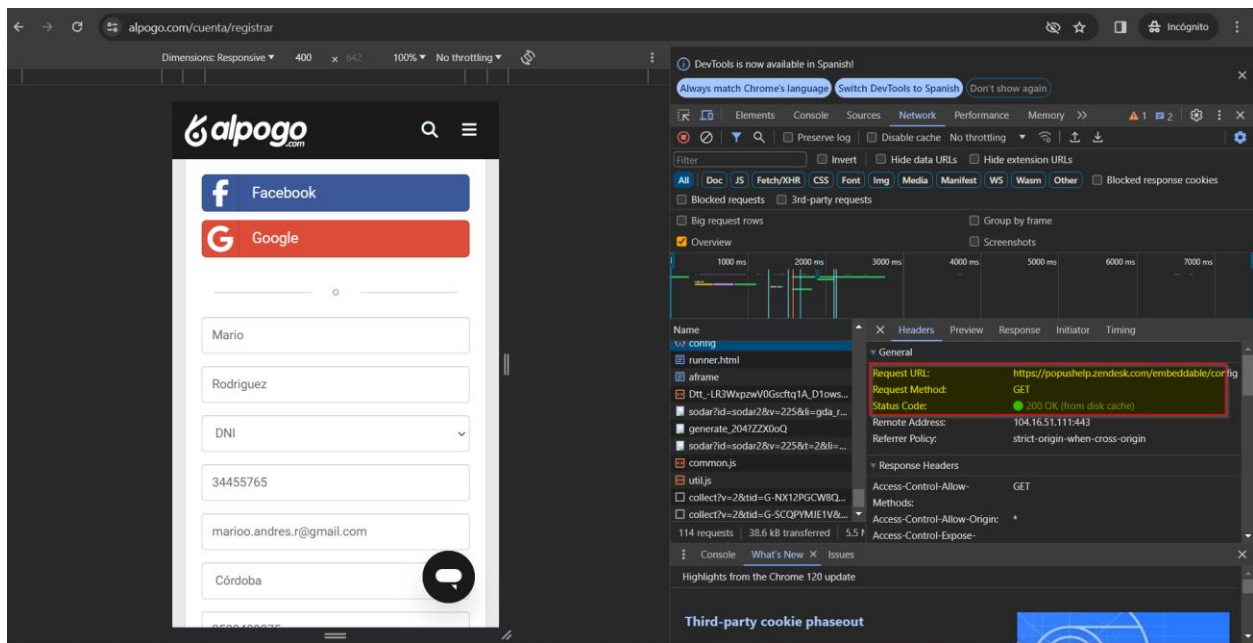 alpogo.com/cuenta/registrar
Incógnito
Dimensions: Responsive ▼ 400 x 642 100% ▼ No throttling ▼
alpogo
.com
Facebook
Google
o
Mario
Rodriguez
DNI
34455765
marioo.andres.r@gmail.com
Córdoba
DevTools is now available in Spanish!
Always match Chrome's language Switch DevTools to Spanish Don't show again
Elements Console Sources Network Performance Memory >> 1 2
Preserve log Disable cache No throttling ▼
Filter Invert Hide data URLs Hide extension URLs
All Doc JS Fetch/XHR CSS Font Img Media Manifest WS Wasm Other Blocked response cookies
Blocked requests 3rd-party requests
Big request rows Group by frame
Overview Screenshots
1000 ms 2000 ms 3000 ms 4000 ms 5000 ms 6000 ms 7000 ms
Name
config
runner.html
aframe
Dtt_-LR3WxpzwV0Gscftq1A_D1ows...
sodar?id=sodar2&v=225&li=gda_r...
generate_204?ZZX0oQ
sodar?id=sodar2&v=225&t=2&li=...
common.js
util.js
collect?v=2&tid=G-NX12PGCW8Q...
collect?v=2&tid=G-SCQPYMJE1V&...
114 requests 38.6 kB transferred 5.5
Headers Preview Response Initiator Timing
General
Request URL: https://popushelp.zendesk.com/embeddable/config
Request Method: GET
Status Code: 200 OK (from disk cache)
Remote Address: 104.16.51.111:443
Referrer Policy: strict-origin-when-cross-origin
Response Headers
Access-Control-Allow- GET
Methods:
Access-Control-Allow-Origin: *
Access-Control-Expose-
Console What's New Issues
Highlights from the Chrome 120 update
Third-party cookie phaseout